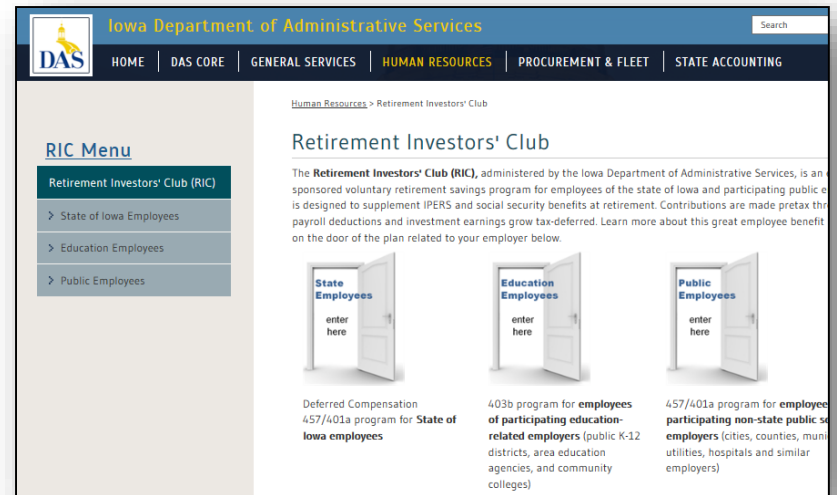 Iowa Department of Administrative Services
Search
DAS
HOME
DAS CORE
GENERAL SERVICES
HUMAN RESOURCES
PROCUREMENT & FLEET
STATE ACCOUNTING
Human Resources > Retirement Investors' Club
RIC Menu
Retirement Investors' Club (RIC)
> State of Iowa Employees
> Education Employees
> Public Employees
Retirement Investors' Club
The Retirement Investors' Club (RIC), administered by the Iowa Department of Administrative Services, is an
sponsored voluntary retirement savings program for employees of the state of Iowa and participating public
is designed to supplement IPERS and social security benefits at retirement. Contributions are made pretax
payroll deductions and investment earnings grow tax-deferred. Learn more about this great employee benefit
on the door of the plan related to your employer below.
State
Employees
enter
here
Education
Employees
enter
here
Public
Employees
enter
here
Deferred Compensation
457/401a program for State of
Iowa employees
403b program for employees
of participating education-
related employers (public K-12
districts, area education
agencies, and community
colleges)
457/401a program for
participating non-state public
employers (cities, counties,
utilities, hospitals and similar
employers)